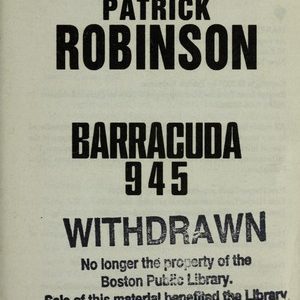 PATRICK
ROBINSON
BARRACUDA
945
WITHDRAWN
No longer the property of the
Boston Public Library.
Sale of this material benefited the Library